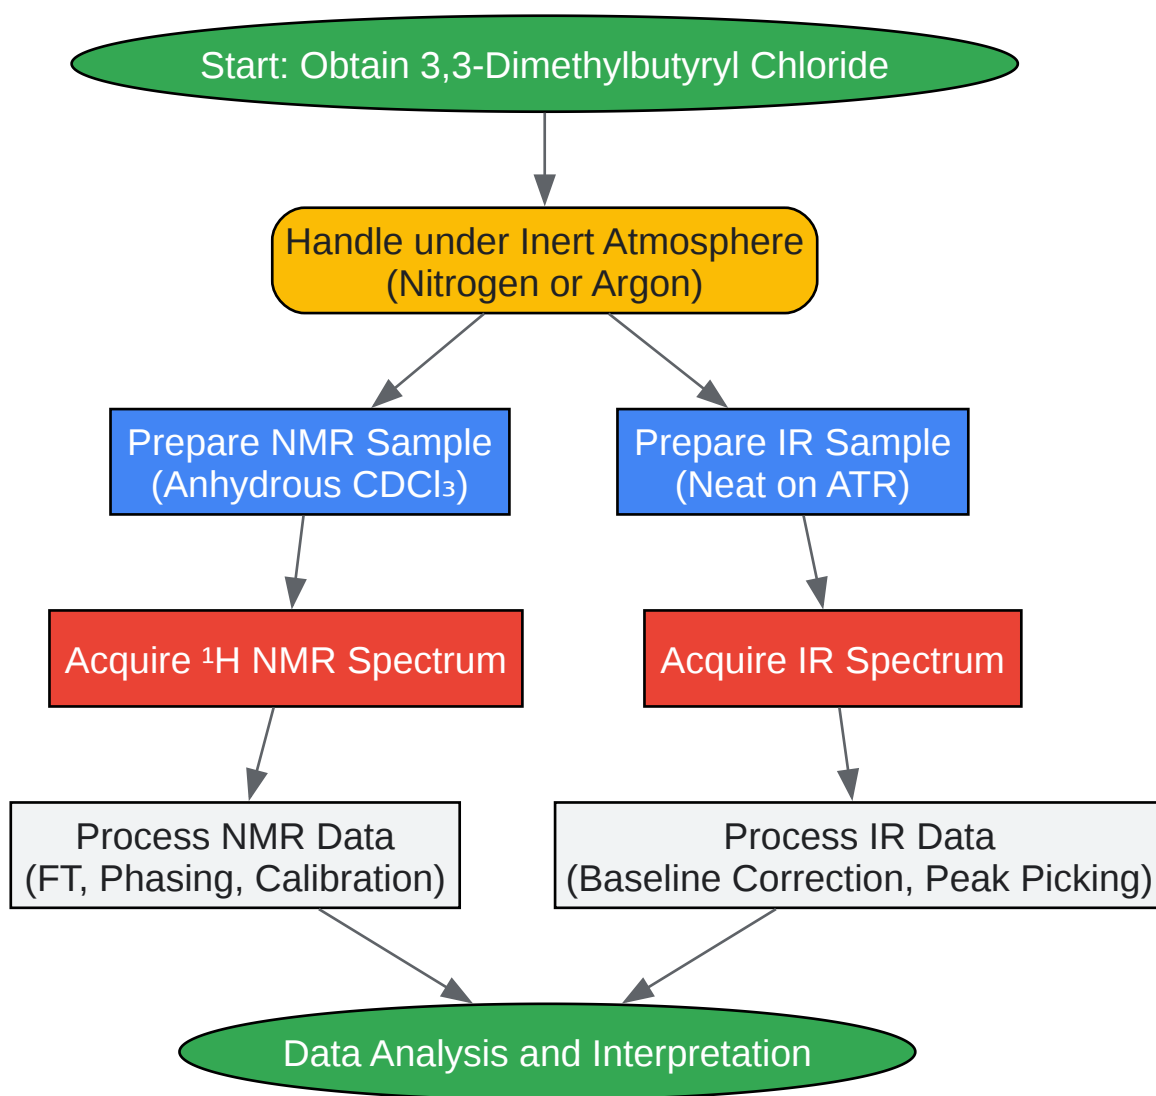 Start: Obtain 3,3-Dimethylbutyryl Chloride
Handle under Inert Atmosphere
(Nitrogen or Argon)
Prepare NMR Sample
(Anhydrous CDCl₃)
Prepare IR Sample
(Neat on ATR)
Acquire ¹H NMR Spectrum
Acquire IR Spectrum
Process NMR Data
(FT, Phasing, Calibration)
Process IR Data
(Baseline Correction, Peak Picking)
Data Analysis and Interpretation